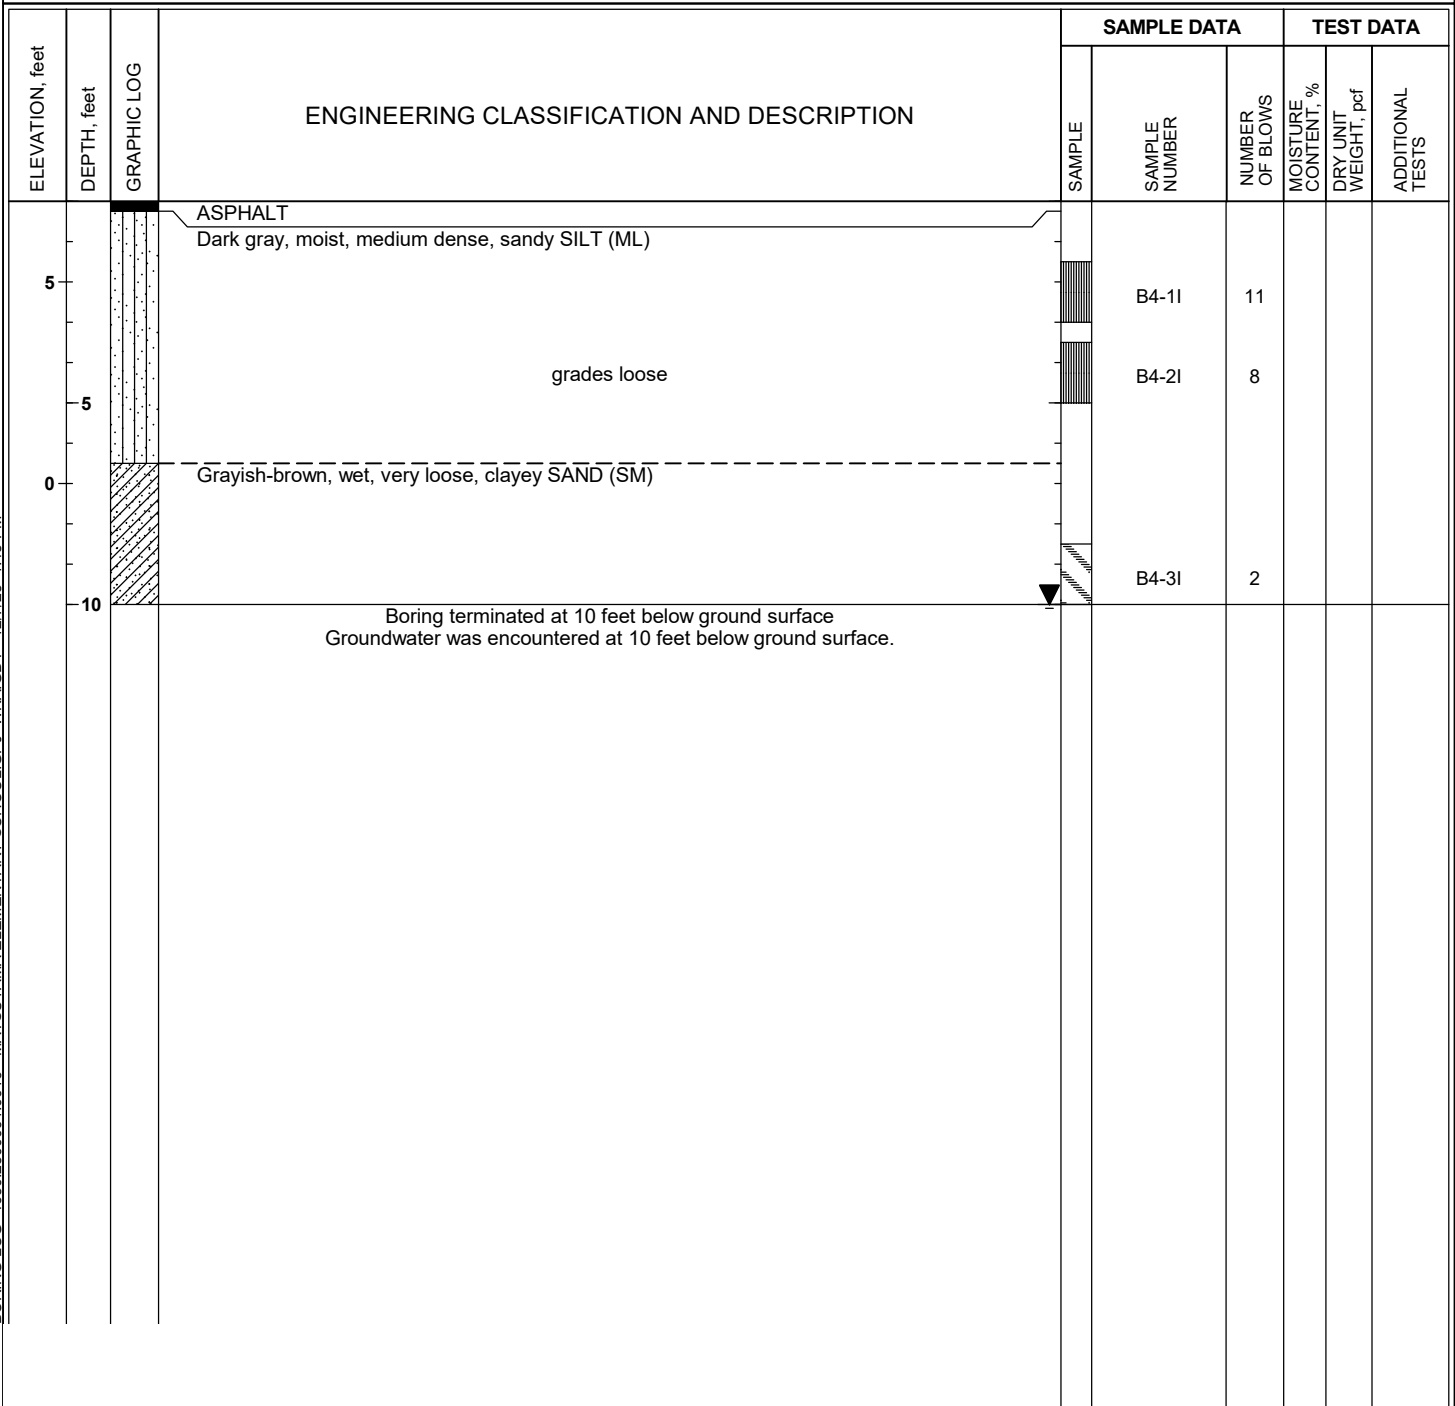 SAMPLE DATA
TEST DATA
ELEVATION, feet
DEPTH, feet
GRAPHIC LOG
ENGINEERING CLASSIFICATION AND DESCRIPTION
SAMPLE
SAMPLE
NUMBER
NUMBER
OF BLOWS
MOISTURE
CONTENT, %
DRY UNIT
WEIGHT, pcf
ADDITIONAL
TESTS
ASPHALT
Dark gray, moist, medium dense, sandy SILT (ML)
5
B4-1I 11
grades loose
B4-2I 8
5
Grayish-brown, wet, very loose, clayey SAND (SM)
0
B4-3I 2
10
Boring terminated at 10 feet below ground surface
Groundwater was encountered at 10 feet below ground surface.